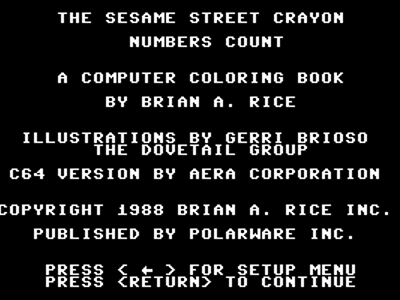 THE SESAME STREET CRAYON
NUMBERS COUNT
A COMPUTER COLORING BOOK
BY BRIAN A. RICE
ILLUSTRATIONS BY GERRI BRIOSO
THE DOVETAIL GROUP
C64 VERSION BY AERA CORPORATION
COPYRIGHT 1988 BRIAN A. RICE INC.
PUBLISHED BY POLARWARE INC.
PRESS < ← > FOR SETUP MENU
PRESS <RETURN> TO CONTINUE